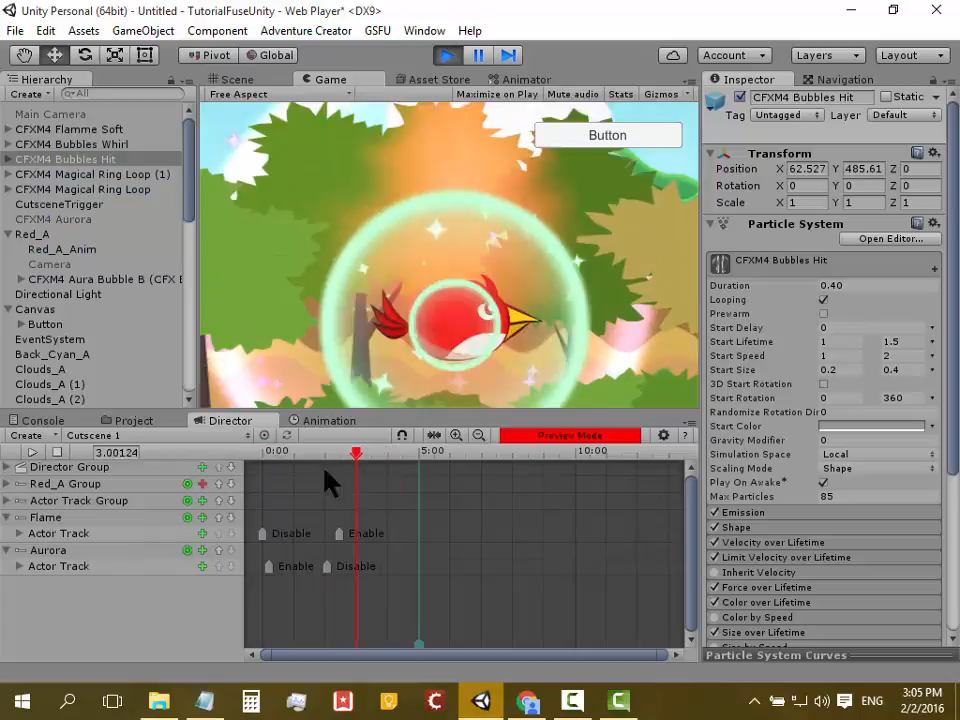 Unity Personal (64bit) - Untitled - TutorialFuseUnity - Web Player* <DX9>
File Edit Assets GameObject Component Adventure Creator GSFU Window Help
Pivot Global Account Layers Layout
Hierarchy Scene Game Asset Store Animator Inspector Navigation
Create All Free Aspect Maximize on Play Mute audio Stats Gizmos
CFXM4 Bubbles Hit Static
Tag Untagged Layer Default
Main Camera
CFXM4 Flamme Soft
CFXM4 Bubbles Whirl
CFXM4 Bubbles Hit
CFXM4 Magical Ring Loop (1)
CFXM4 Magical Ring Loop
CutsceneTrigger
CFXM4 Aurora
Red_A
Red_A_Anim
Camera
CFXM4 Aura Bubble B (CFX
Directional Light
Canvas
Button
EventSystem
Back_Cyan_A
Clouds_A
Clouds_A (1)
Clouds_A (2)
Button
Transform
Position X 62.527 Y 485.61 Z 0
Rotation X 0 Y 0 Z 0
Scale X 1 Y 1 Z 1
Particle System
Open Editor...
CFXM4 Bubbles Hit
Duration 0.40
Looping
Prewarm
Start Delay 0
Start Lifetime 1 1.5
Start Speed 1 2
Start Size 0.2 0.4
3D Start Rotation
Start Rotation 0 360
Randomize Rotation Dir 0
Start Color
Gravity Modifier 0
Simulation Space Local
Scaling Mode Shape
Play On Awake*
Max Particles 85
Emission
Shape
Velocity over Lifetime
Limit Velocity over Lifetime
Inherit Velocity
Force over Lifetime
Color over Lifetime
Color by Speed
Size over Lifetime
Particle System Curves
Console Project Director Animation
Create Cutscene 1 Preview Mode ?
3.00124 0:00 5:00 10:00
Director Group
Red_A Group
Actor Track Group
Flame
Actor Track Disable Enable
Aurora
Actor Track Enable Disable
ENG 3:05 PM
2/2/2016